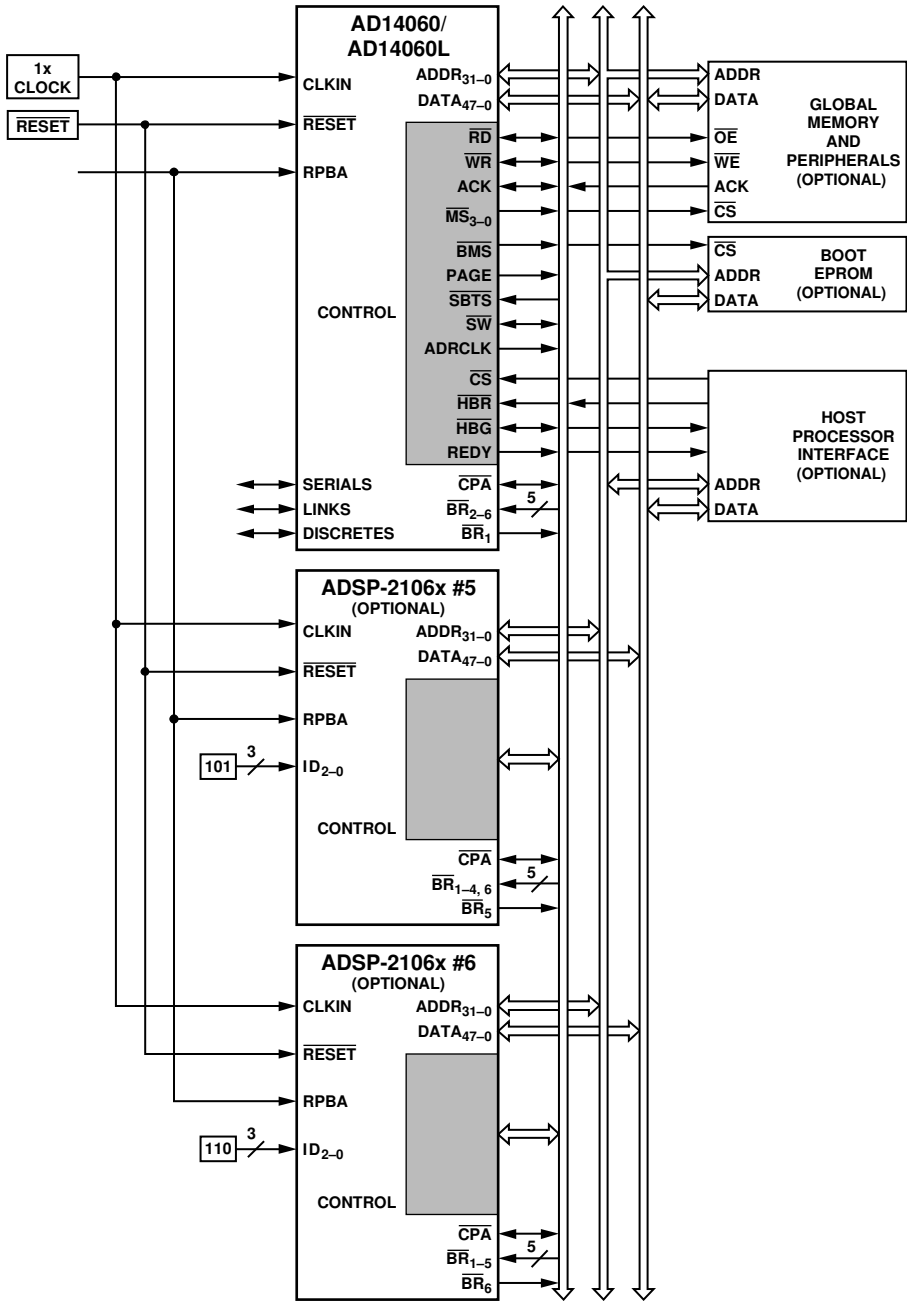 1x
CLOCK
RESET
AD14060/
AD14060L
CLKIN
RESET
RPBA
CONTROL
SERIALS
LINKS
DISCRETES
ADDR31–0
DATA47–0
RD
WR
ACK
MS3–0
BMS
PAGE
SBTS
SW
ADRCLK
CS
HBR
HBG
REDY
CPA
BR2–6
5
BR1
ADDR
DATA
OE
WE
ACK
CS
GLOBAL
MEMORY
AND
PERIPHERALS
(OPTIONAL)
CS
ADDR
DATA
BOOT
EPROM
(OPTIONAL)
HOST
PROCESSOR
INTERFACE
(OPTIONAL)
ADDR
DATA
ADSP-2106x #5
(OPTIONAL)
CLKIN
RESET
RPBA
101
3
ID2–0
CONTROL
ADDR31–0
DATA47–0
CPA
BR1–4, 6
5
BR5
ADSP-2106x #6
(OPTIONAL)
CLKIN
RESET
RPBA
110
3
ID2–0
CONTROL
ADDR31–0
DATA47–0
CPA
BR1–5
5
BR6